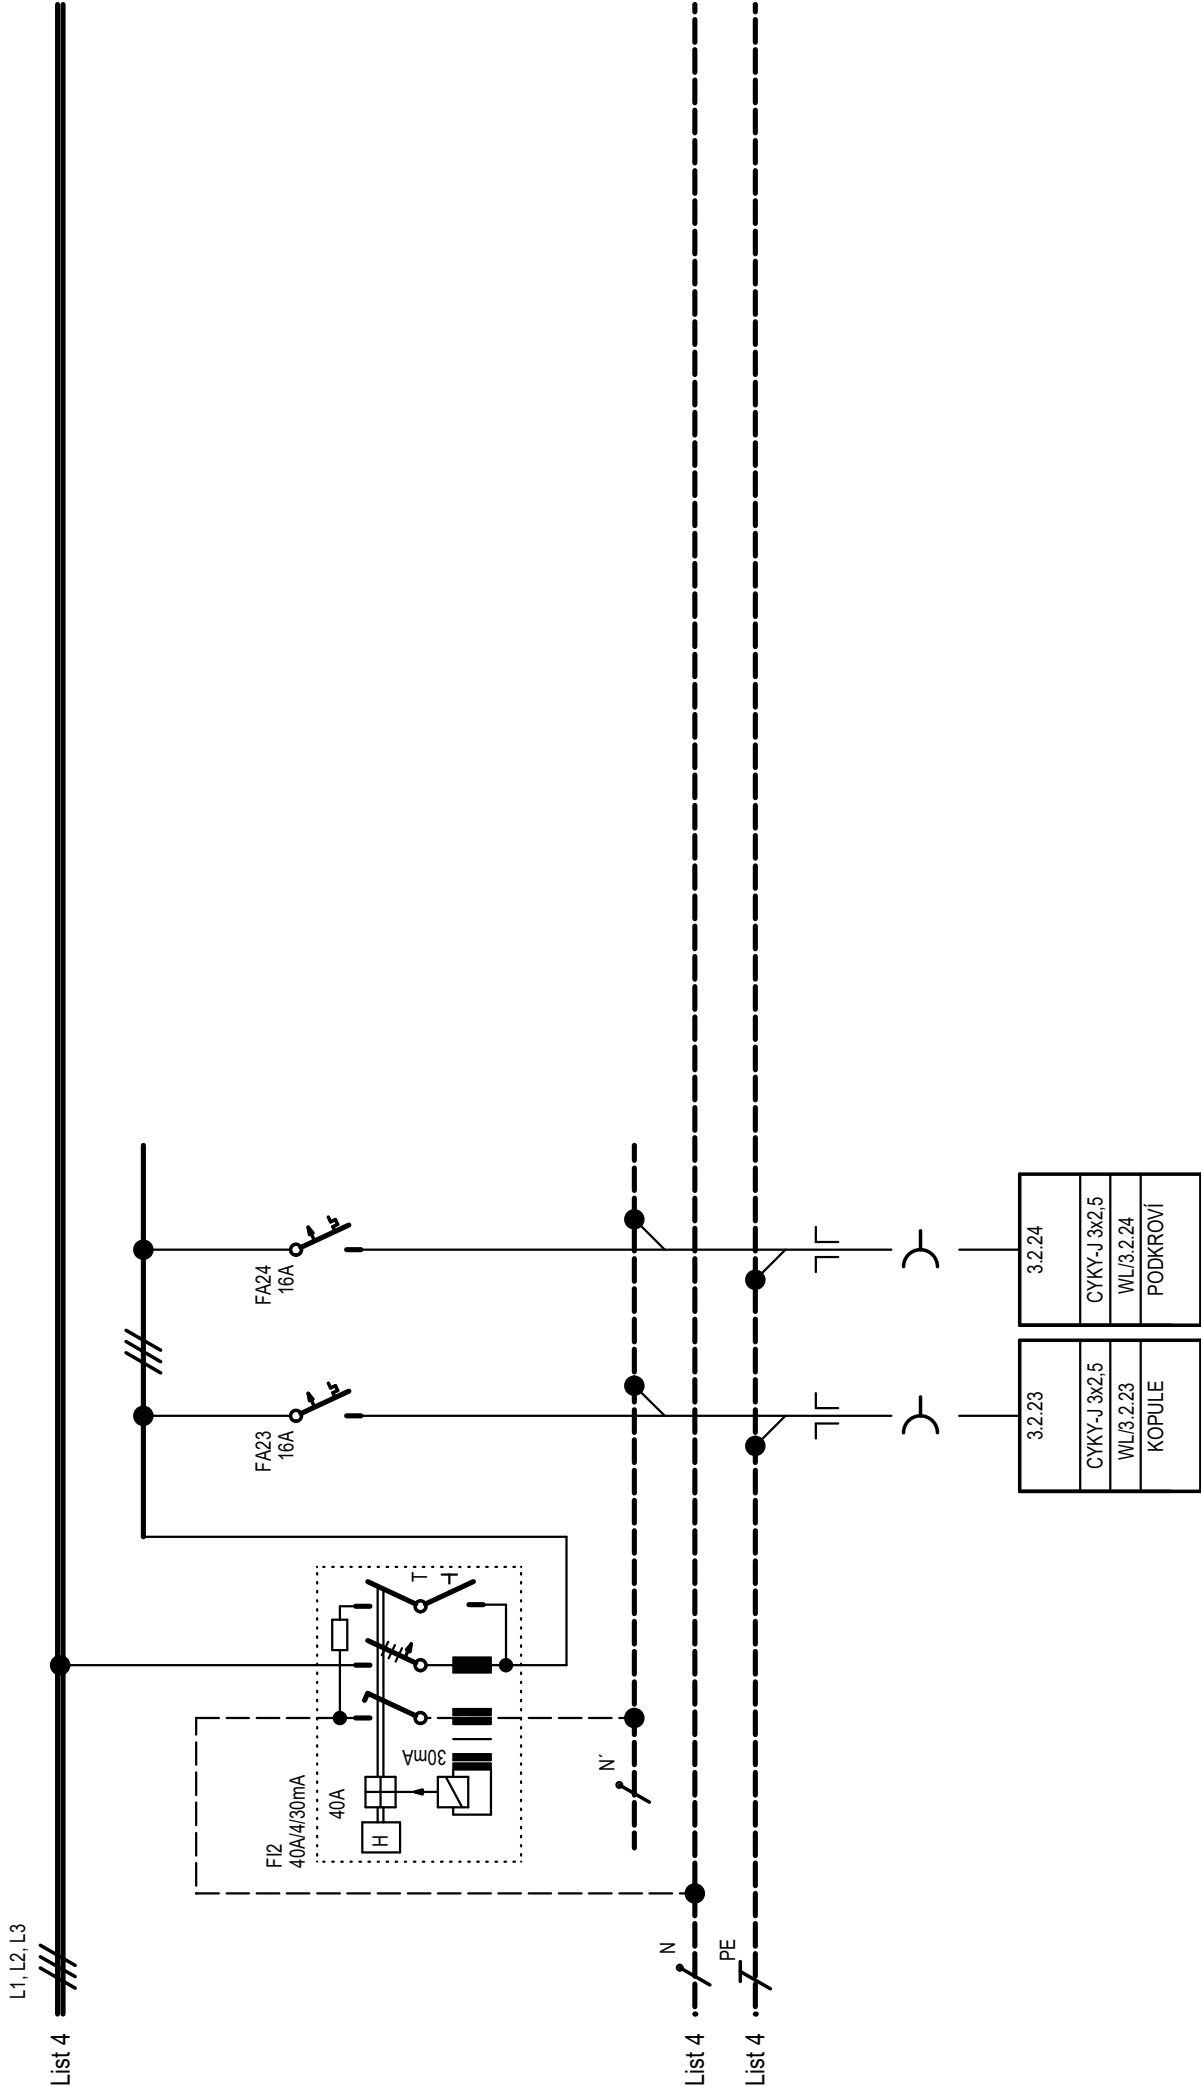 L1, L2, L3
List 4
FI2
40A/4/30mA
40A
30mA
H
T
FA23
16A
FA24
16A
N´
N
List 4
PE
List 4
3.2.23
CYKY-J 3x2,5
WL/3.2.23
KOPULE
3.2.24
CYKY-J 3x2,5
WL/3.2.24
PODKROVÍ